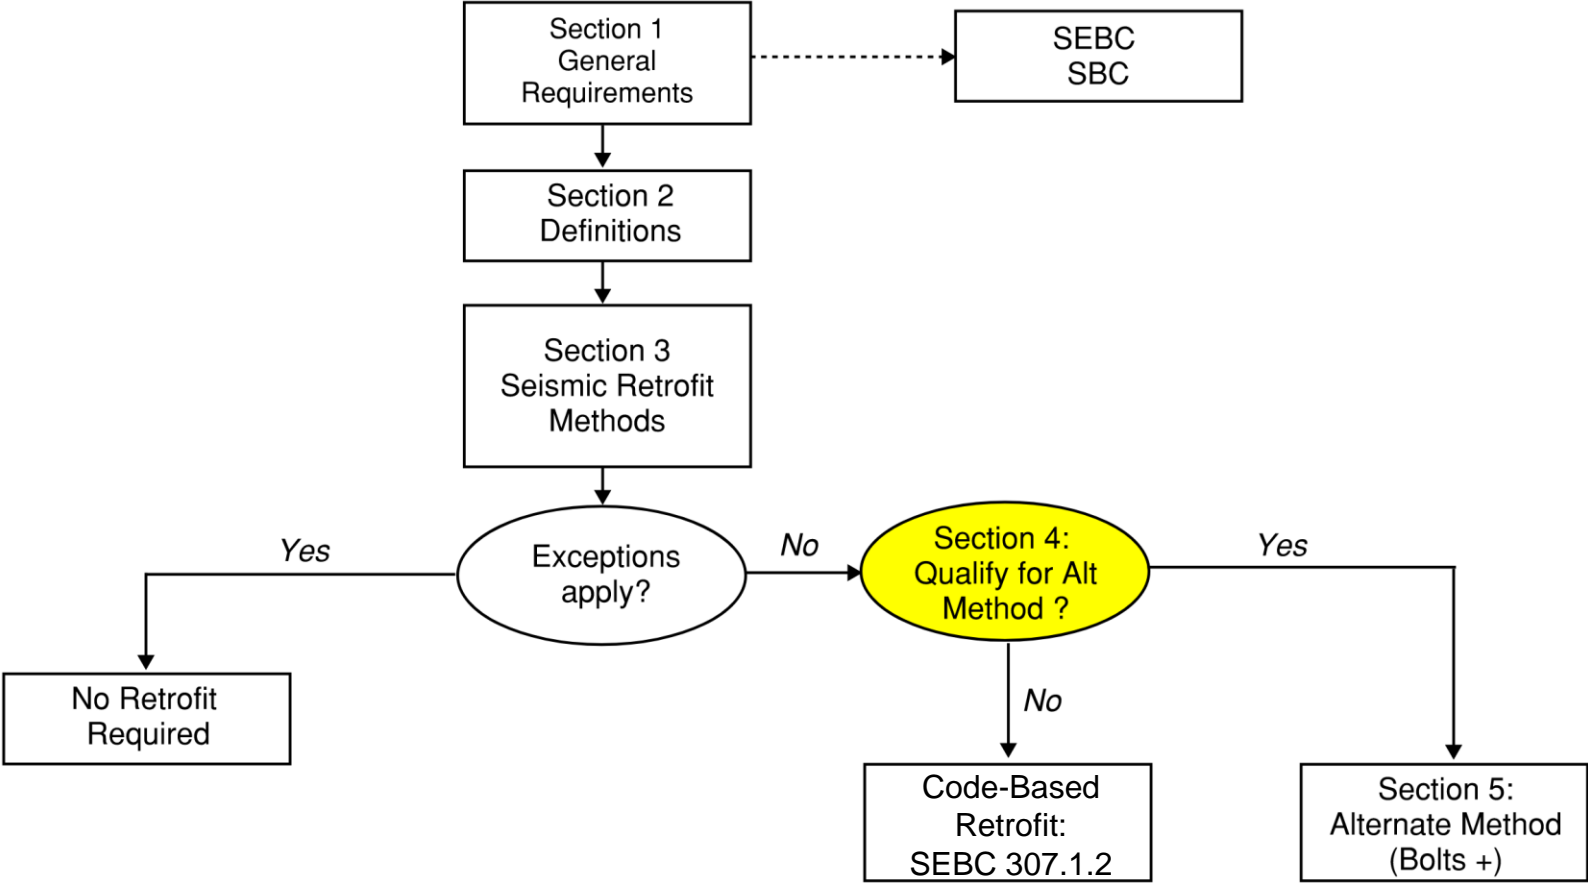 Section 1
General
Requirements
SEBC
SBC
Section 2
Definitions
Section 3
Seismic Retrofit
Methods
Yes
Exceptions
apply?
No
Section 4:
Qualify for Alt
Method ?
Yes
No Retrofit
Required
No
Code-Based
Retrofit:
SEBC 307.1.2
Section 5:
Alternate Method
(Bolts +)